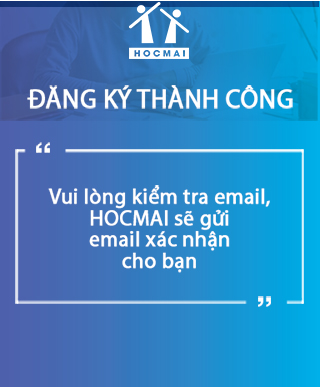 HOCMAI
ĐĂNG KÝ THÀNH CÔNG
“
Vui lòng kiểm tra email,
HOCMAI sẽ gửi
email xác nhận
cho bạn
”